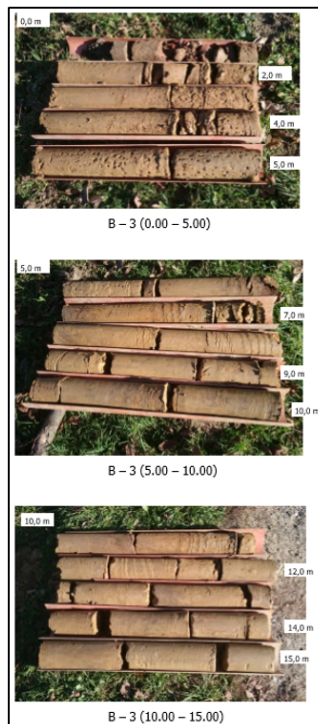 0,0 m
2,0 m
4,0 m
5,0 m
B – 3 (0.00 – 5.00)
5,0 m
7,0 m
9,0 m
10,0 m
B – 3 (5.00 – 10.00)
10,0 m
12,0 m
14,0 m
15,0 m
B – 3 (10.00 – 15.00)